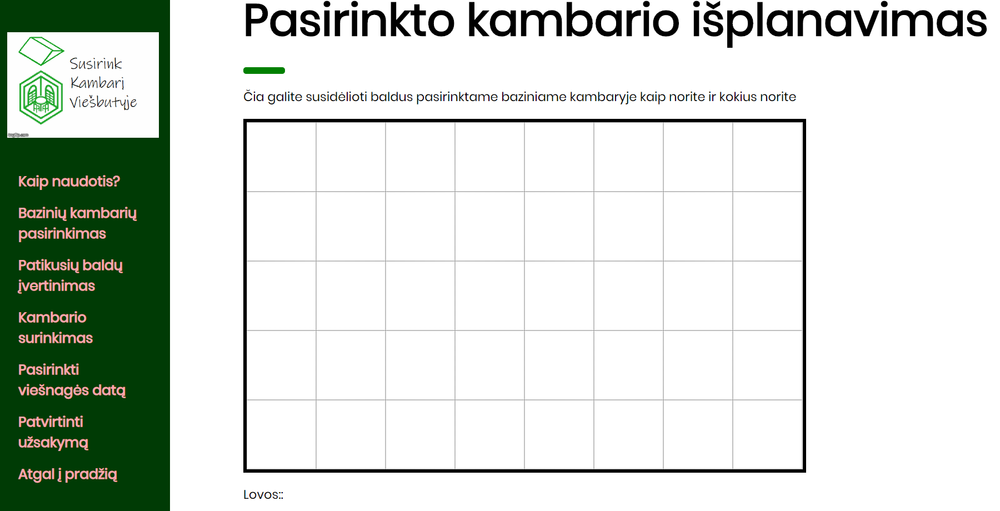 Susirink
Kambarį
Viešbutyje
imgflip.com
Kaip naudotis?
Bazinių kambarių
pasirinkimas
Patikusių baldų
įvertinimas
Kambario
surinkimas
Pasirinkti
viešnagės datą
Patvirtinti
užsakymą
Atgal į pradžią
Pasirinkto kambario išplanavimas
Čia galite susidėlioti baldus pasirinktame baziniame kambaryje kaip norite ir kokius norite
Lovos::